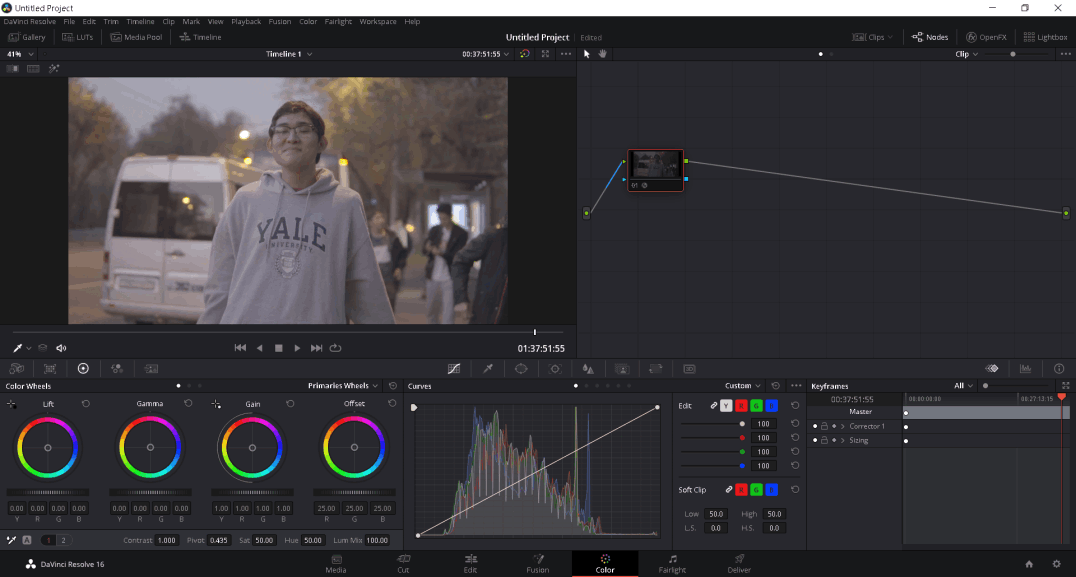 Untitled Project
DaVinci Resolve File Edit Trim Timeline Clip Mark View Playback Fusion Color Fairlight Workspace Help
Gallery LUTs Media Pool Timeline Untitled Project Edited Clips Nodes OpenFX Lightbox
41% Timeline 1 00:37:51:55 Clip
YALE
UNIVERSITY
01
01:37:51:55
Color Wheels Primaries Wheels Curves Custom Keyframes All
Lift Gamma Gain Offset
Edit Y R G B
100
100
100
100
0.00 0.00 0.00 0.00 0.00 0.00 0.00 0.00 1.00 1.00 1.00 1.00 25.00 25.00 25.00
Y R G B Y R G B Y R G B R G B
Soft Clip R G B
Low 50.0 High 50.0
L.S. 0.0 H.S. 0.0
A 1 2 Contrast 1.000 Pivot 0.435 Sat 50.00 Hue 50.00 Lum Mix 100.00
00:37:51:55 00:00:00:00 00:27:13:15
Master
Corrector 1
Sizing
DaVinci Resolve 16 Media Cut Edit Fusion Color Fairlight Deliver